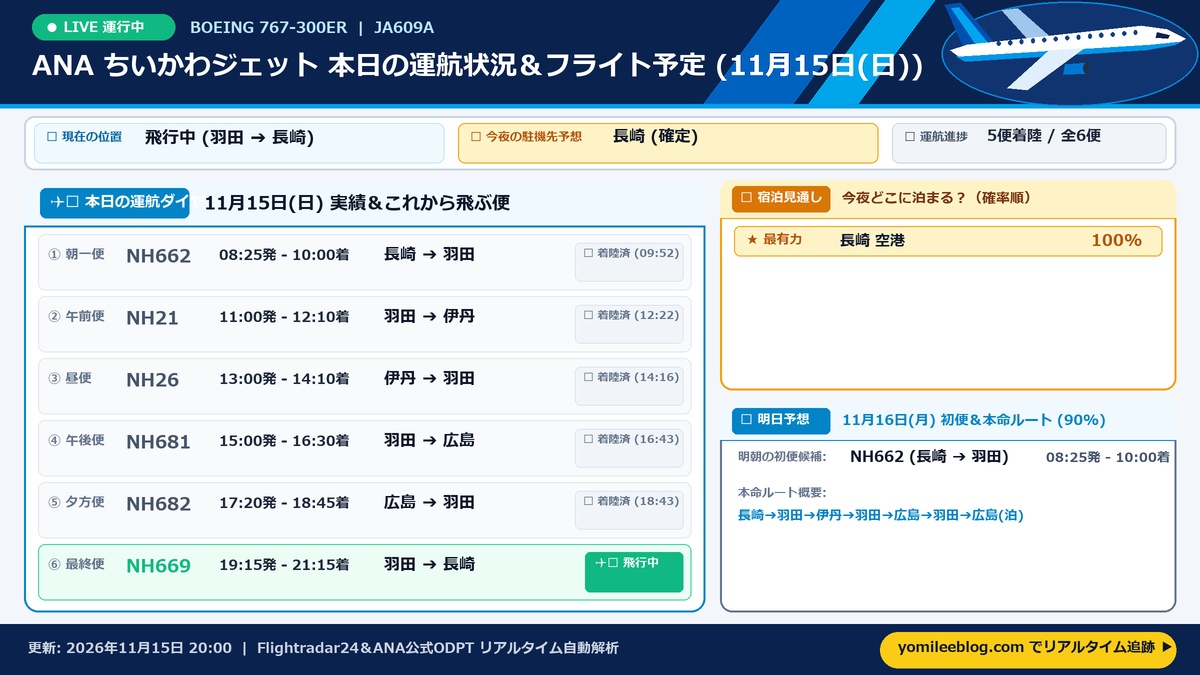 ● LIVE 運行中 BOEING 767-300ER | JA609A
ANA ちいかわジェット 本日の運航状況＆フライト予定 (11月15日(日))
□ 現在の位置 飛行中 (羽田 → 長崎)
□ 今夜の駐機先予想 長崎 (確定)
□ 運航進捗 5便着陸 / 全6便
✈□ 本日の運航ダイ 11月15日(日) 実績＆これから飛ぶ便
① 朝一便 NH662 08:25発 - 10:00着 長崎 → 羽田 □ 着陸済 (09:52)
② 午前便 NH21 11:00発 - 12:10着 羽田 → 伊丹 □ 着陸済 (12:22)
③ 昼便 NH26 13:00発 - 14:10着 伊丹 → 羽田 □ 着陸済 (14:16)
④ 午後便 NH681 15:00発 - 16:30着 羽田 → 広島 □ 着陸済 (16:43)
⑤ 夕方便 NH682 17:20発 - 18:45着 広島 → 羽田 □ 着陸済 (18:43)
⑥ 最終便 NH669 19:15発 - 21:15着 羽田 → 長崎 ✈□ 飛行中
□ 宿泊見通し 今夜どこに泊まる？（確率順）
★ 最有力 長崎 空港 100%
□ 明日予想 11月16日(月) 初便＆本命ルート (90%)
明朝の初便候補: NH662 (長崎 → 羽田) 08:25発 - 10:00着
本命ルート概要:
長崎→羽田→伊丹→羽田→広島→羽田→広島(泊)
更新: 2026年11月15日 20:00 | Flightradar24＆ANA公式ODPT リアルタイム自動解析
yomileeblog.com でリアルタイム追跡 ▶